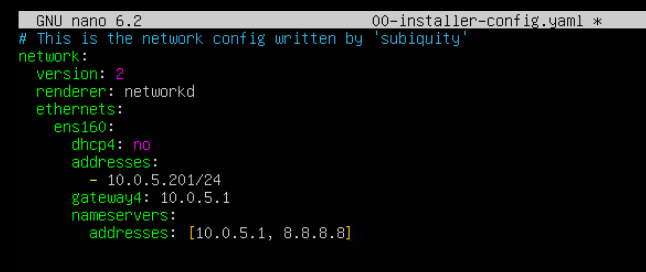 GNU nano 6.2 00-installer-config.yaml *
# This is the network config written by 'subiquity'
network:
  version: 2
  renderer: networkd
  ethernets:
    ens160:
      dhcp4: no
      addresses:
        - 10.0.5.201/24
      gateway4: 10.0.5.1
      nameservers:
        addresses: [10.0.5.1, 8.8.8.8]